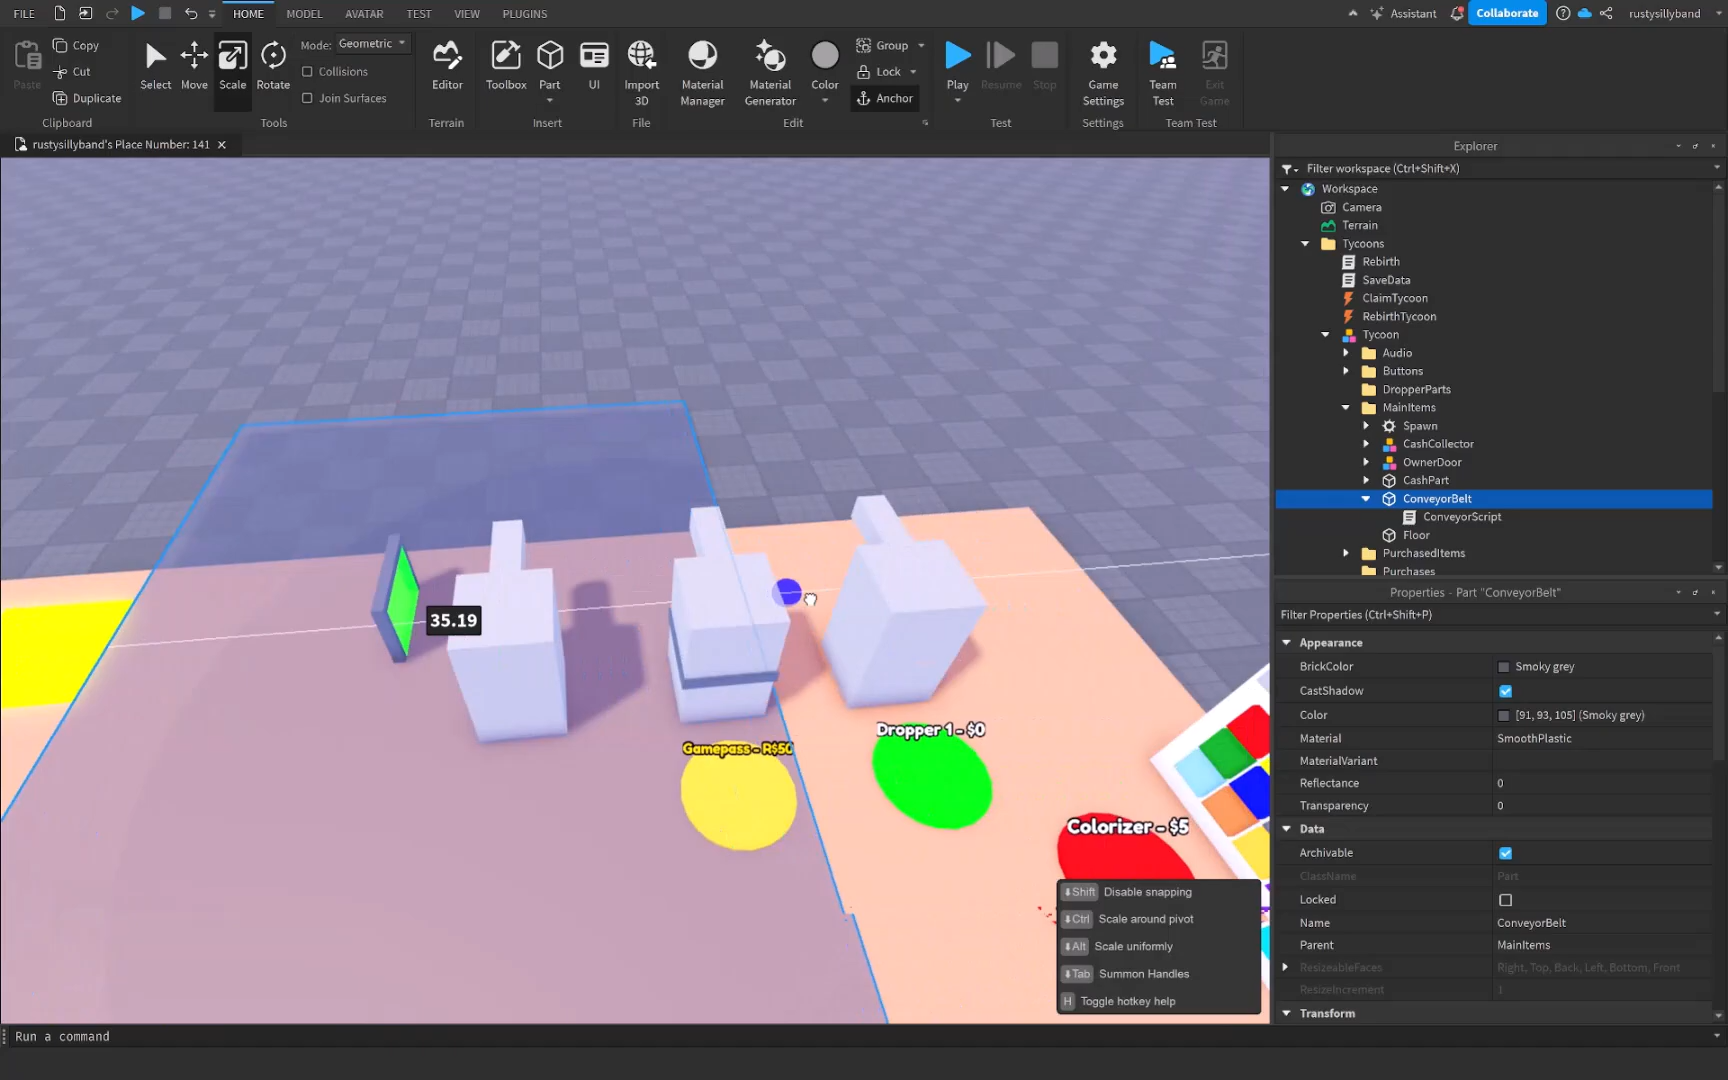 FILE
HOME
MODEL
AVATAR
TEST
VIEW
PLUGINS
Assistant
Collaborate
rustysillyband
Paste
Copy
Cut
Duplicate
Clipboard
Select
Move
Scale
Rotate
Mode: Geometric
Collisions
Join Surfaces
Tools
Editor
Terrain
Toolbox
Part
UI
Insert
Import 3D
File
Material Manager
Material Generator
Color
Group
Lock
Anchor
Edit
Play
Resume
Stop
Test
Game Settings
Settings
Team Test
Exit Game
Team Test
rustysillyband's Place Number: 141
35.19
Gamepass - R$50
Dropper 1 - $0
Colorizer - $5
Shift Disable snapping
Ctrl Scale around pivot
Alt Scale uniformly
Tab Summon Handles
H Toggle hotkey help
Explorer
Filter workspace (Ctrl+Shift+X)
Workspace
Camera
Terrain
Tycoons
Rebirth
SaveData
ClaimTycoon
RebirthTycoon
Tycoon
Audio
Buttons
DropperParts
MainItems
Spawn
CashCollector
OwnerDoor
CashPart
ConveyorBelt
ConveyorScript
Floor
PurchasedItems
Purchases
Properties - Part "ConveyorBelt"
Filter Properties (Ctrl+Shift+P)
Appearance
BrickColor Smoky grey
CastShadow
Color [91, 93, 105] (Smoky grey)
Material SmoothPlastic
MaterialVariant
Reflectance 0
Transparency 0
Data
Archivable
ClassName Part
Locked
Name ConveyorBelt
Parent MainItems
ResizeableFaces Right, Top, Back, Left, Bottom, Front
ResizeIncrement 1
Transform
Run a command